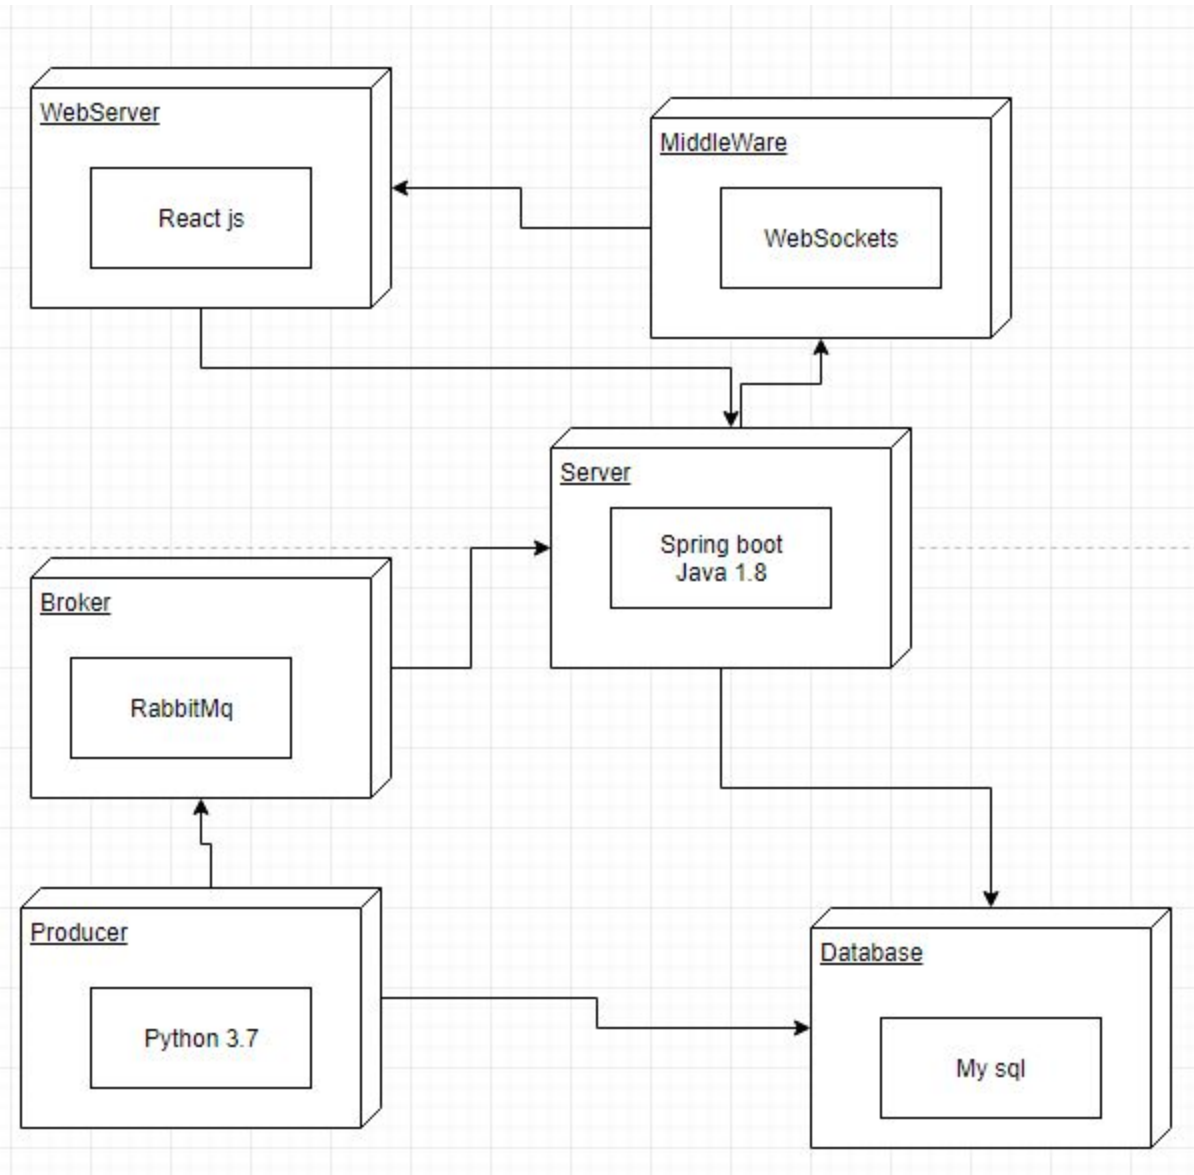 WebServer
React js
MiddleWare
WebSockets
Server
Spring boot
Java 1.8
Broker
RabbitMq
Producer
Python 3.7
Database
My sql